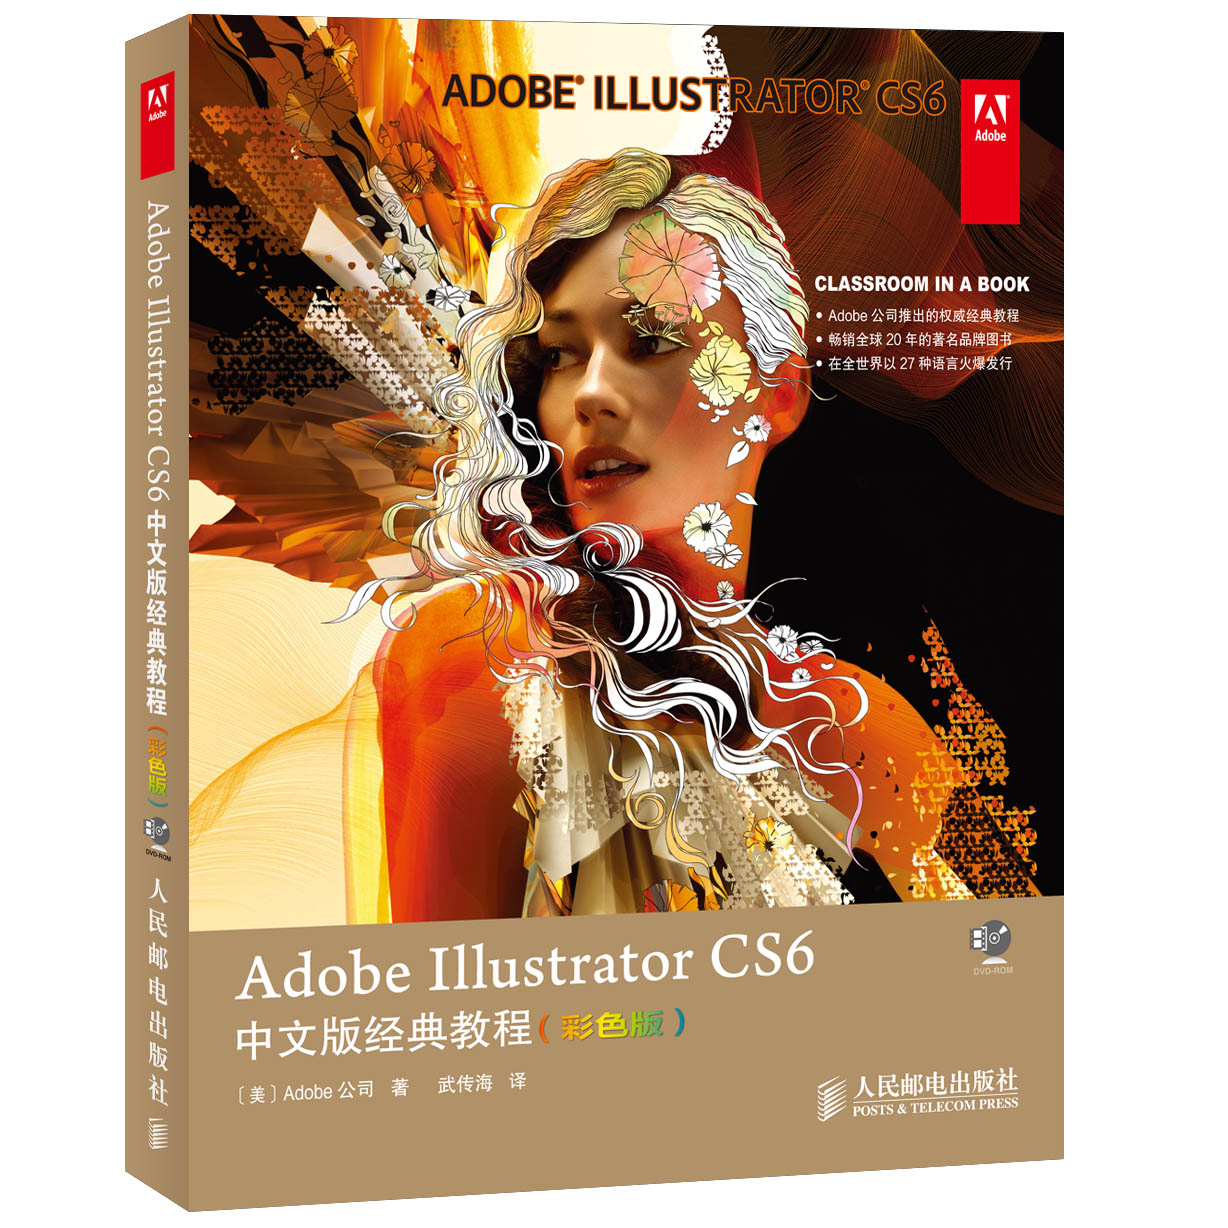 Adobe
Adobe Illustrator CS6 中文版经典教程(彩色版)
DVD-ROM
人民邮电出版社
ADOBE® ILLUSTRATOR® CS6
Adobe
CLASSROOM IN A BOOK
• Adobe 公司推出的权威经典教程
• 畅销全球 20 年的著名品牌图书
• 在全世界以 27 种语言火爆发行
Adobe Illustrator CS6
DVD-ROM
中文版经典教程(彩色版)
〔美〕Adobe 公司 著 武传海 译
人民邮电出版社
POSTS & TELECOM PRESS